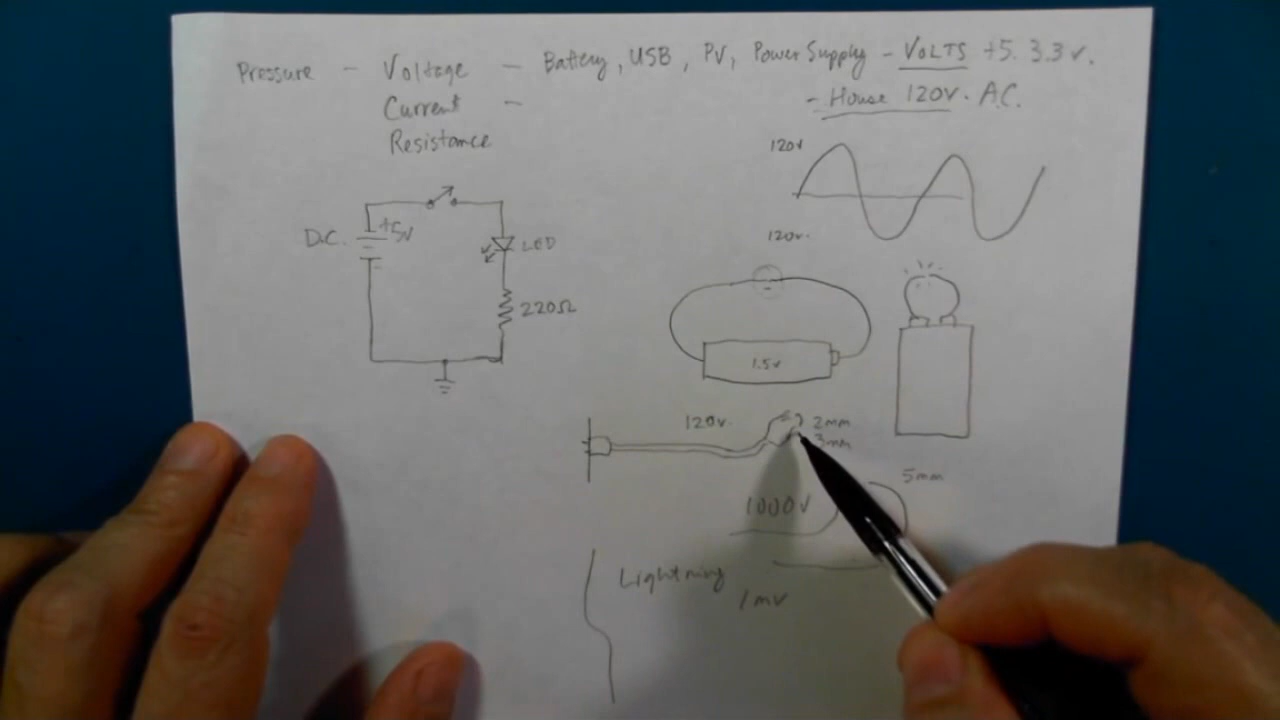 Pressure - Voltage - Battery, USB, PV, Power Supply - VOLTS +5. 3.3v.
Current - - House 120V. A.C.
Resistance
120v
120v.
D.C. +5V
LED
220Ω
1.5v
120v.
2mm
3mm
5mm
1000V
Lightning
1mv